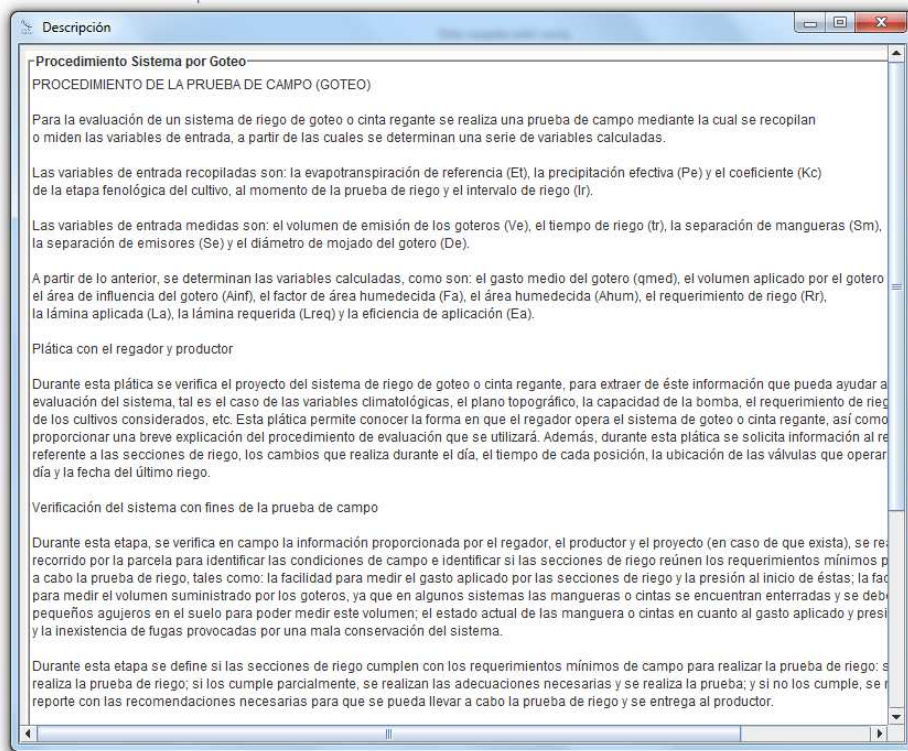 Descripción
Procedimiento Sistema por Goteo
PROCEDIMIENTO DE LA PRUEBA DE CAMPO (GOTEO)
Para la evaluación de un sistema de riego de goteo o cinta regante se realiza una prueba de campo mediante la cual se recopilan
o miden las variables de entrada, a partir de las cuales se determinan una serie de variables calculadas.
Las variables de entrada recopiladas son: la evapotranspiración de referencia (Et), la precipitación efectiva (Pe) y el coeficiente (Kc)
de la etapa fenológica del cultivo, al momento de la prueba de riego y el intervalo de riego (Ir).
Las variables de entrada medidas son: el volumen de emisión de los goteros (Ve), el tiempo de riego (tr), la separación de mangueras (Sm),
la separación de emisores (Se) y el diámetro de mojado del gotero (De).
A partir de lo anterior, se determinan las variables calculadas, como son: el gasto medio del gotero (qmed), el volumen aplicado por el gotero
el área de influencia del gotero (Ainf), el factor de área humedecida (Fa), el área humedecida (Ahum), el requerimiento de riego (Rr),
la lámina aplicada (La), la lámina requerida (Lreq) y la eficiencia de aplicación (Ea).
Plática con el regador y productor
Durante esta plática se verifica el proyecto del sistema de riego de goteo o cinta regante, para extraer de éste información que pueda ayudar a
evaluación del sistema, tal es el caso de las variables climatológicas, el plano topográfico, la capacidad de la bomba, el requerimiento de rieg
de los cultivos considerados, etc. Esta plática permite conocer la forma en que el regador opera el sistema de goteo o cinta regante, así como
proporcionar una breve explicación del procedimiento de evaluación que se utilizará. Además, durante esta plática se solicita información al re
referente a las secciones de riego, los cambios que realiza durante el día, el tiempo de cada posición, la ubicación de las válvulas que operar
día y la fecha del último riego.
Verificación del sistema con fines de la prueba de campo
Durante esta etapa, se verifica en campo la información proporcionada por el regador, el productor y el proyecto (en caso de que exista), se rea
recorrido por la parcela para identificar las condiciones de campo e identificar si las secciones de riego reúnen los requerimientos mínimos p
a cabo la prueba de riego, tales como: la facilidad para medir el gasto aplicado por las secciones de riego y la presión al inicio de éstas; la fac
para medir el volumen suministrado por los goteros, ya que en algunos sistemas las mangueras o cintas se encuentran enterradas y se deb
pequeños agujeros en el suelo para poder medir este volumen; el estado actual de las manguera o cintas en cuanto al gasto aplicado y presi
y la inexistencia de fugas provocadas por una mala conservación del sistema.
Durante esta etapa se define si las secciones de riego cumplen con los requerimientos mínimos de campo para realizar la prueba de riego: s
realiza la prueba de riego; si los cumple parcialmente, se realizan las adecuaciones necesarias y se realiza la prueba; y si no los cumple, se r
reporte con las recomendaciones necesarias para que se pueda llevar a cabo la prueba de riego y se entrega al productor.